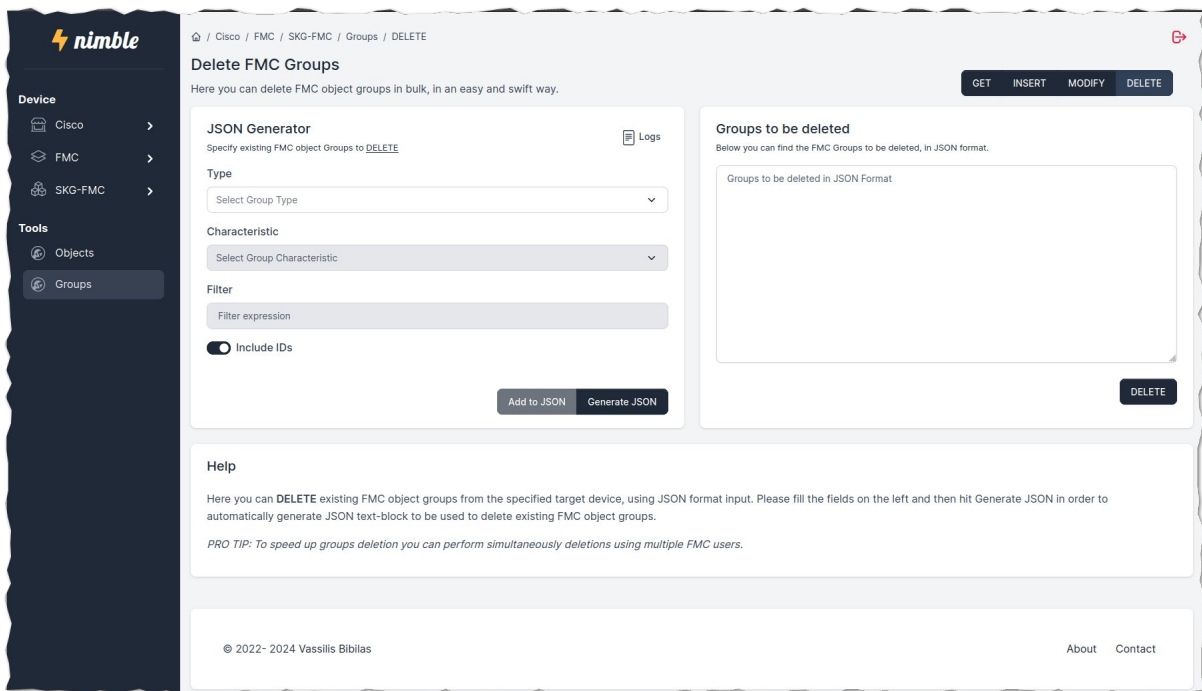 nimble
Device
Cisco
FMC
SKG-FMC
Tools
Objects
Groups
/ Cisco / FMC / SKG-FMC / Groups / DELETE
Delete FMC Groups
Here you can delete FMC object groups in bulk, in an easy and swift way.
GET INSERT MODIFY DELETE
JSON Generator
Specify existing FMC object Groups to DELETE
Logs
Type
Select Group Type
Characteristic
Select Group Characteristic
Filter
Filter expression
Include IDs
Add to JSON Generate JSON
Groups to be deleted
Below you can find the FMC Groups to be deleted, in JSON format.
Groups to be deleted in JSON Format
DELETE
Help
Here you can DELETE existing FMC object groups from the specified target device, using JSON format input. Please fill the fields on the left and then hit Generate JSON in order to
automatically generate JSON text-block to be used to delete existing FMC object groups.
PRO TIP: To speed up groups deletion you can perform simultaneously deletions using multiple FMC users.
© 2022- 2024 Vassilis Bibilas
About Contact